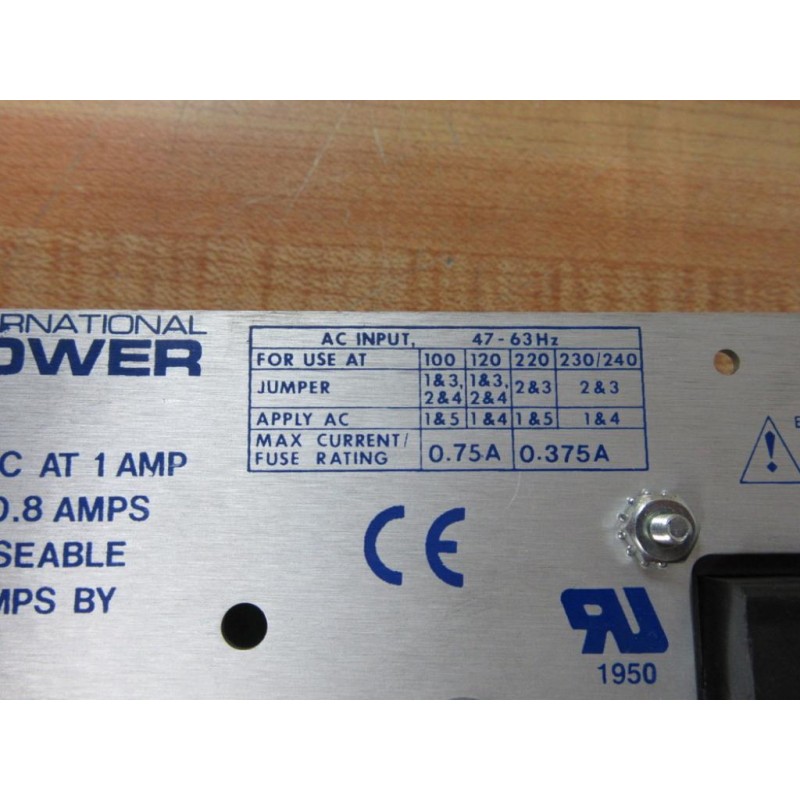 RNATIONAL
OWER
AC INPUT, 47-63Hz
FOR USE AT 100 120 220 230/240
JUMPER 1&3, 2&4 1&3, 2&4 2&3 2&3
APPLY AC 1&5 1&4 1&5 1&4
MAX CURRENT/ FUSE RATING 0.75A 0.375A
C AT 1 AMP
0.8 AMPS
SEABLE
MPS BY
!
CE
RU
1950